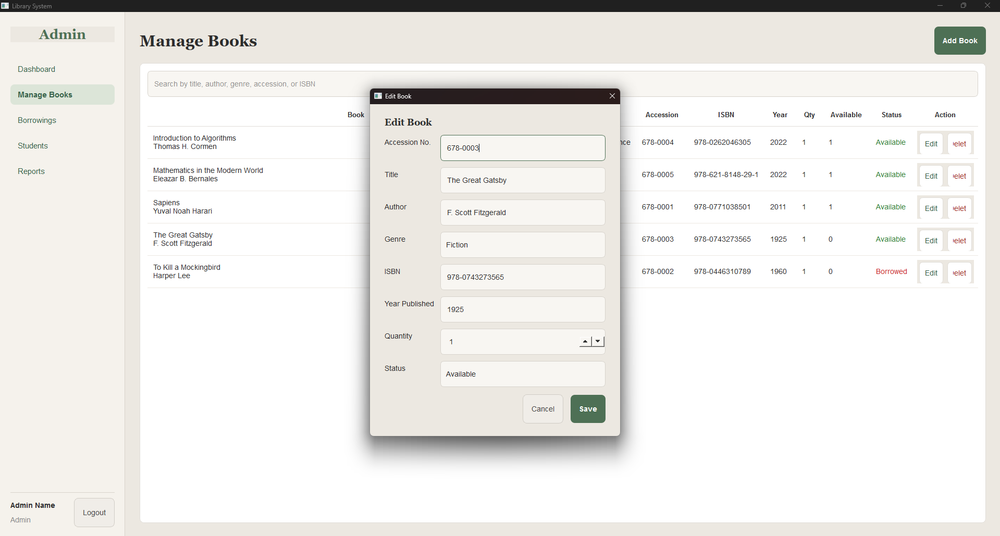 Library System
Admin
Dashboard
Manage Books
Borrowings
Students
Reports
Admin Name
Admin
Logout
Manage Books
Add Book
Search by title, author, genre, accession, or ISBN
Book Accession ISBN Year Qty Available Status Action
Introduction to Algorithms
Thomas H. Cormen
nce 678-0004 978-0262046305 2022 1 1 Available Edit elet
Mathematics in the Modern World
Eleazar B. Bernales
678-0005 978-621-8148-29-1 2022 1 1 Available Edit elet
Sapiens
Yuval Noah Harari
678-0001 978-0771038501 2011 1 1 Available Edit elet
The Great Gatsby
F. Scott Fitzgerald
678-0003 978-0743273565 1925 1 0 Available Edit elet
To Kill a Mockingbird
Harper Lee
678-0002 978-0446310789 1960 1 0 Borrowed Edit elet
Edit Book
Edit Book
Accession No. 678-0003
Title The Great Gatsby
Author F. Scott Fitzgerald
Genre Fiction
ISBN 978-0743273565
Year Published 1925
Quantity 1
Status Available
Cancel Save